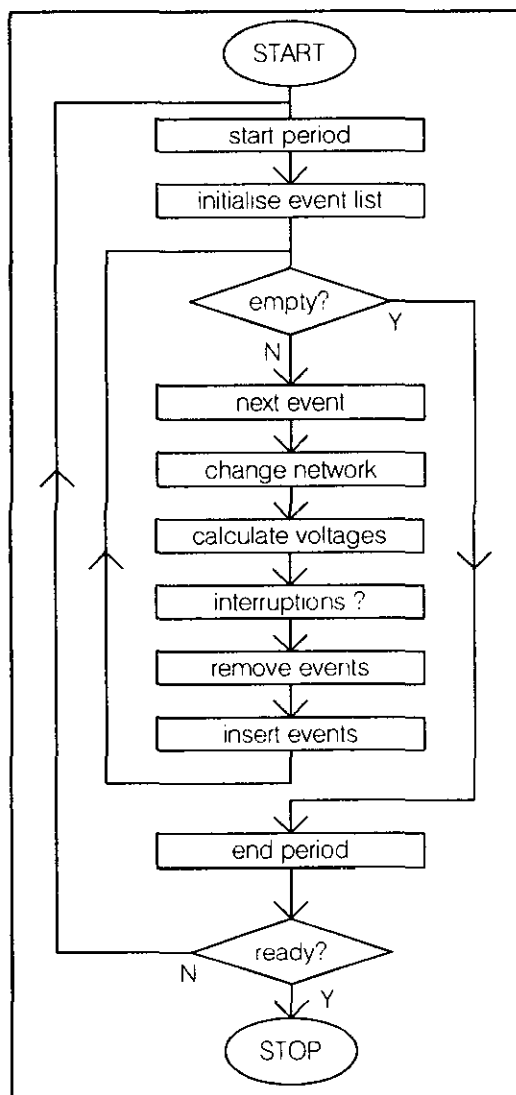 START
start period
initialise event list
empty?
Y
N
next event
change network
calculate voltages
interruptions ?
remove events
insert events
end period
ready?
N
Y
STOP